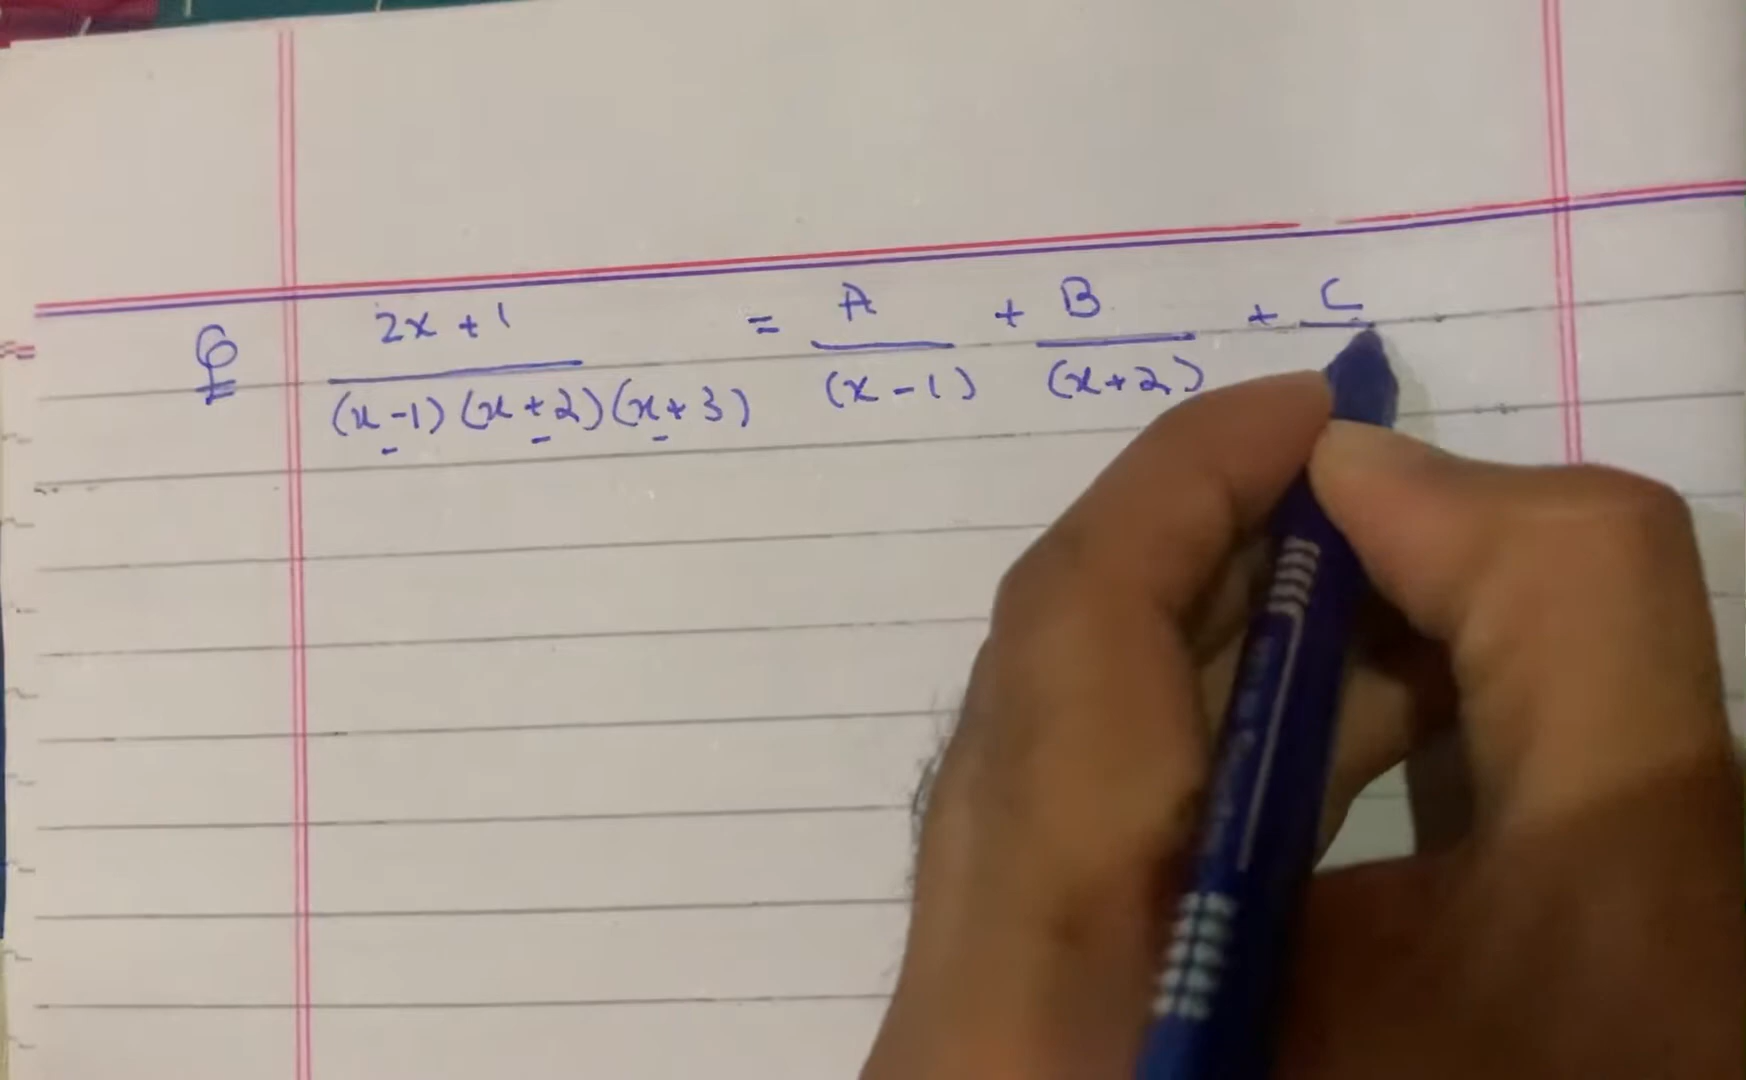 Q 2x + 1 = A + B + C
(x - 1) (x + 2) (x + 3) (x - 1) (x + 2)